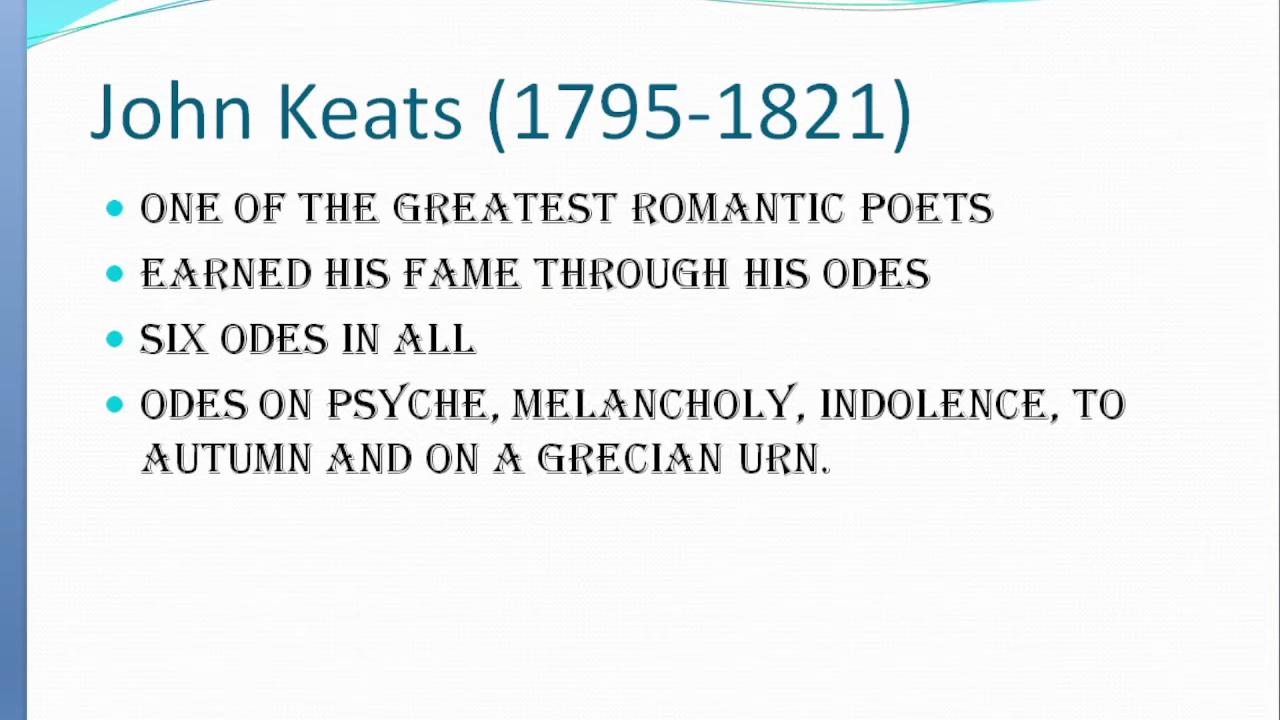 John Keats (1795-1821)
ONE OF THE GREATEST ROMANTIC POETS
EARNED HIS FAME THROUGH HIS ODES
SIX ODES IN ALL
ODES ON PSYCHE, MELANCHOLY, INDOLENCE, TO
AUTUMN AND ON A GRECIAN URN.